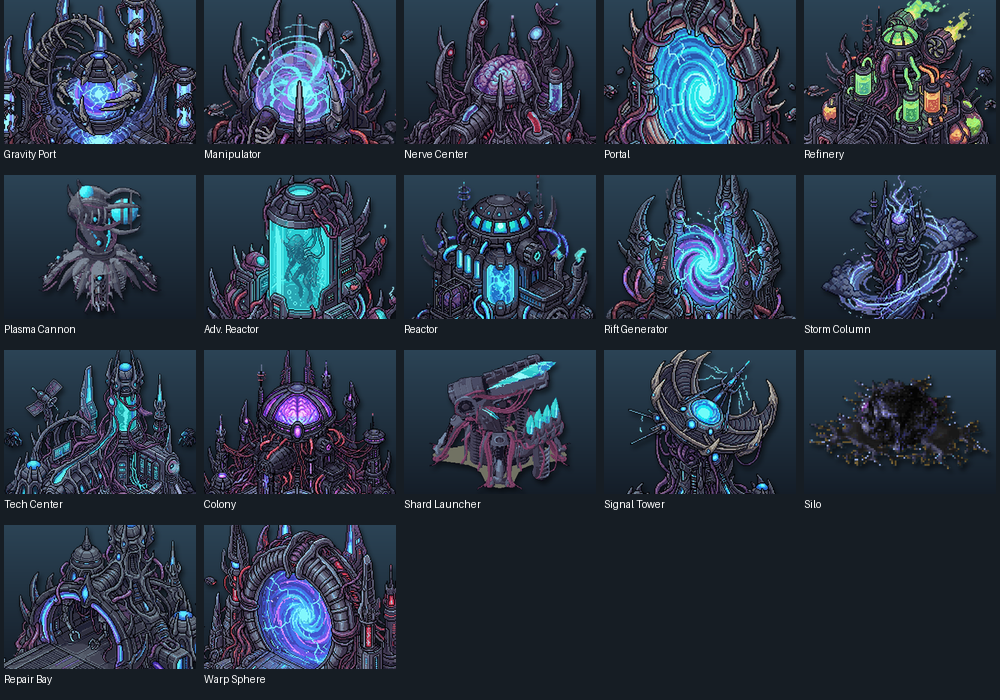 Gravity Port
Manipulator
Nerve Center
Portal
Refinery
Plasma Cannon
Adv. Reactor
Reactor
Rift Generator
Storm Column
Tech Center
Colony
Shard Launcher
Signal Tower
Silo
Repair Bay
Warp Sphere